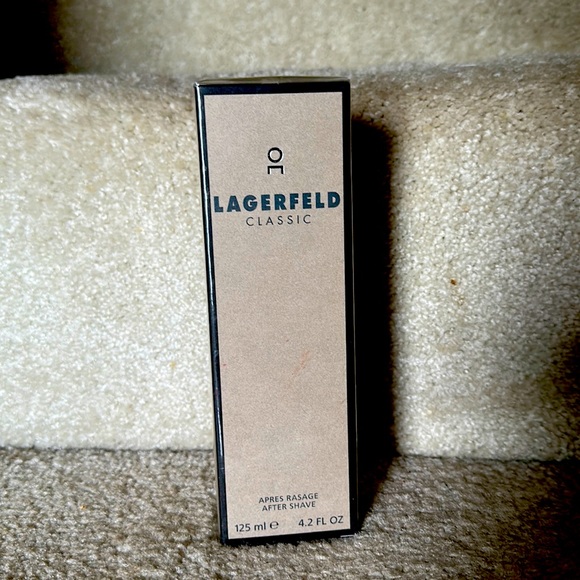 LAGERFELD
CLASSIC
APRES RASAGE
AFTER SHAVE
125 ml ℮ 4.2 FL OZ